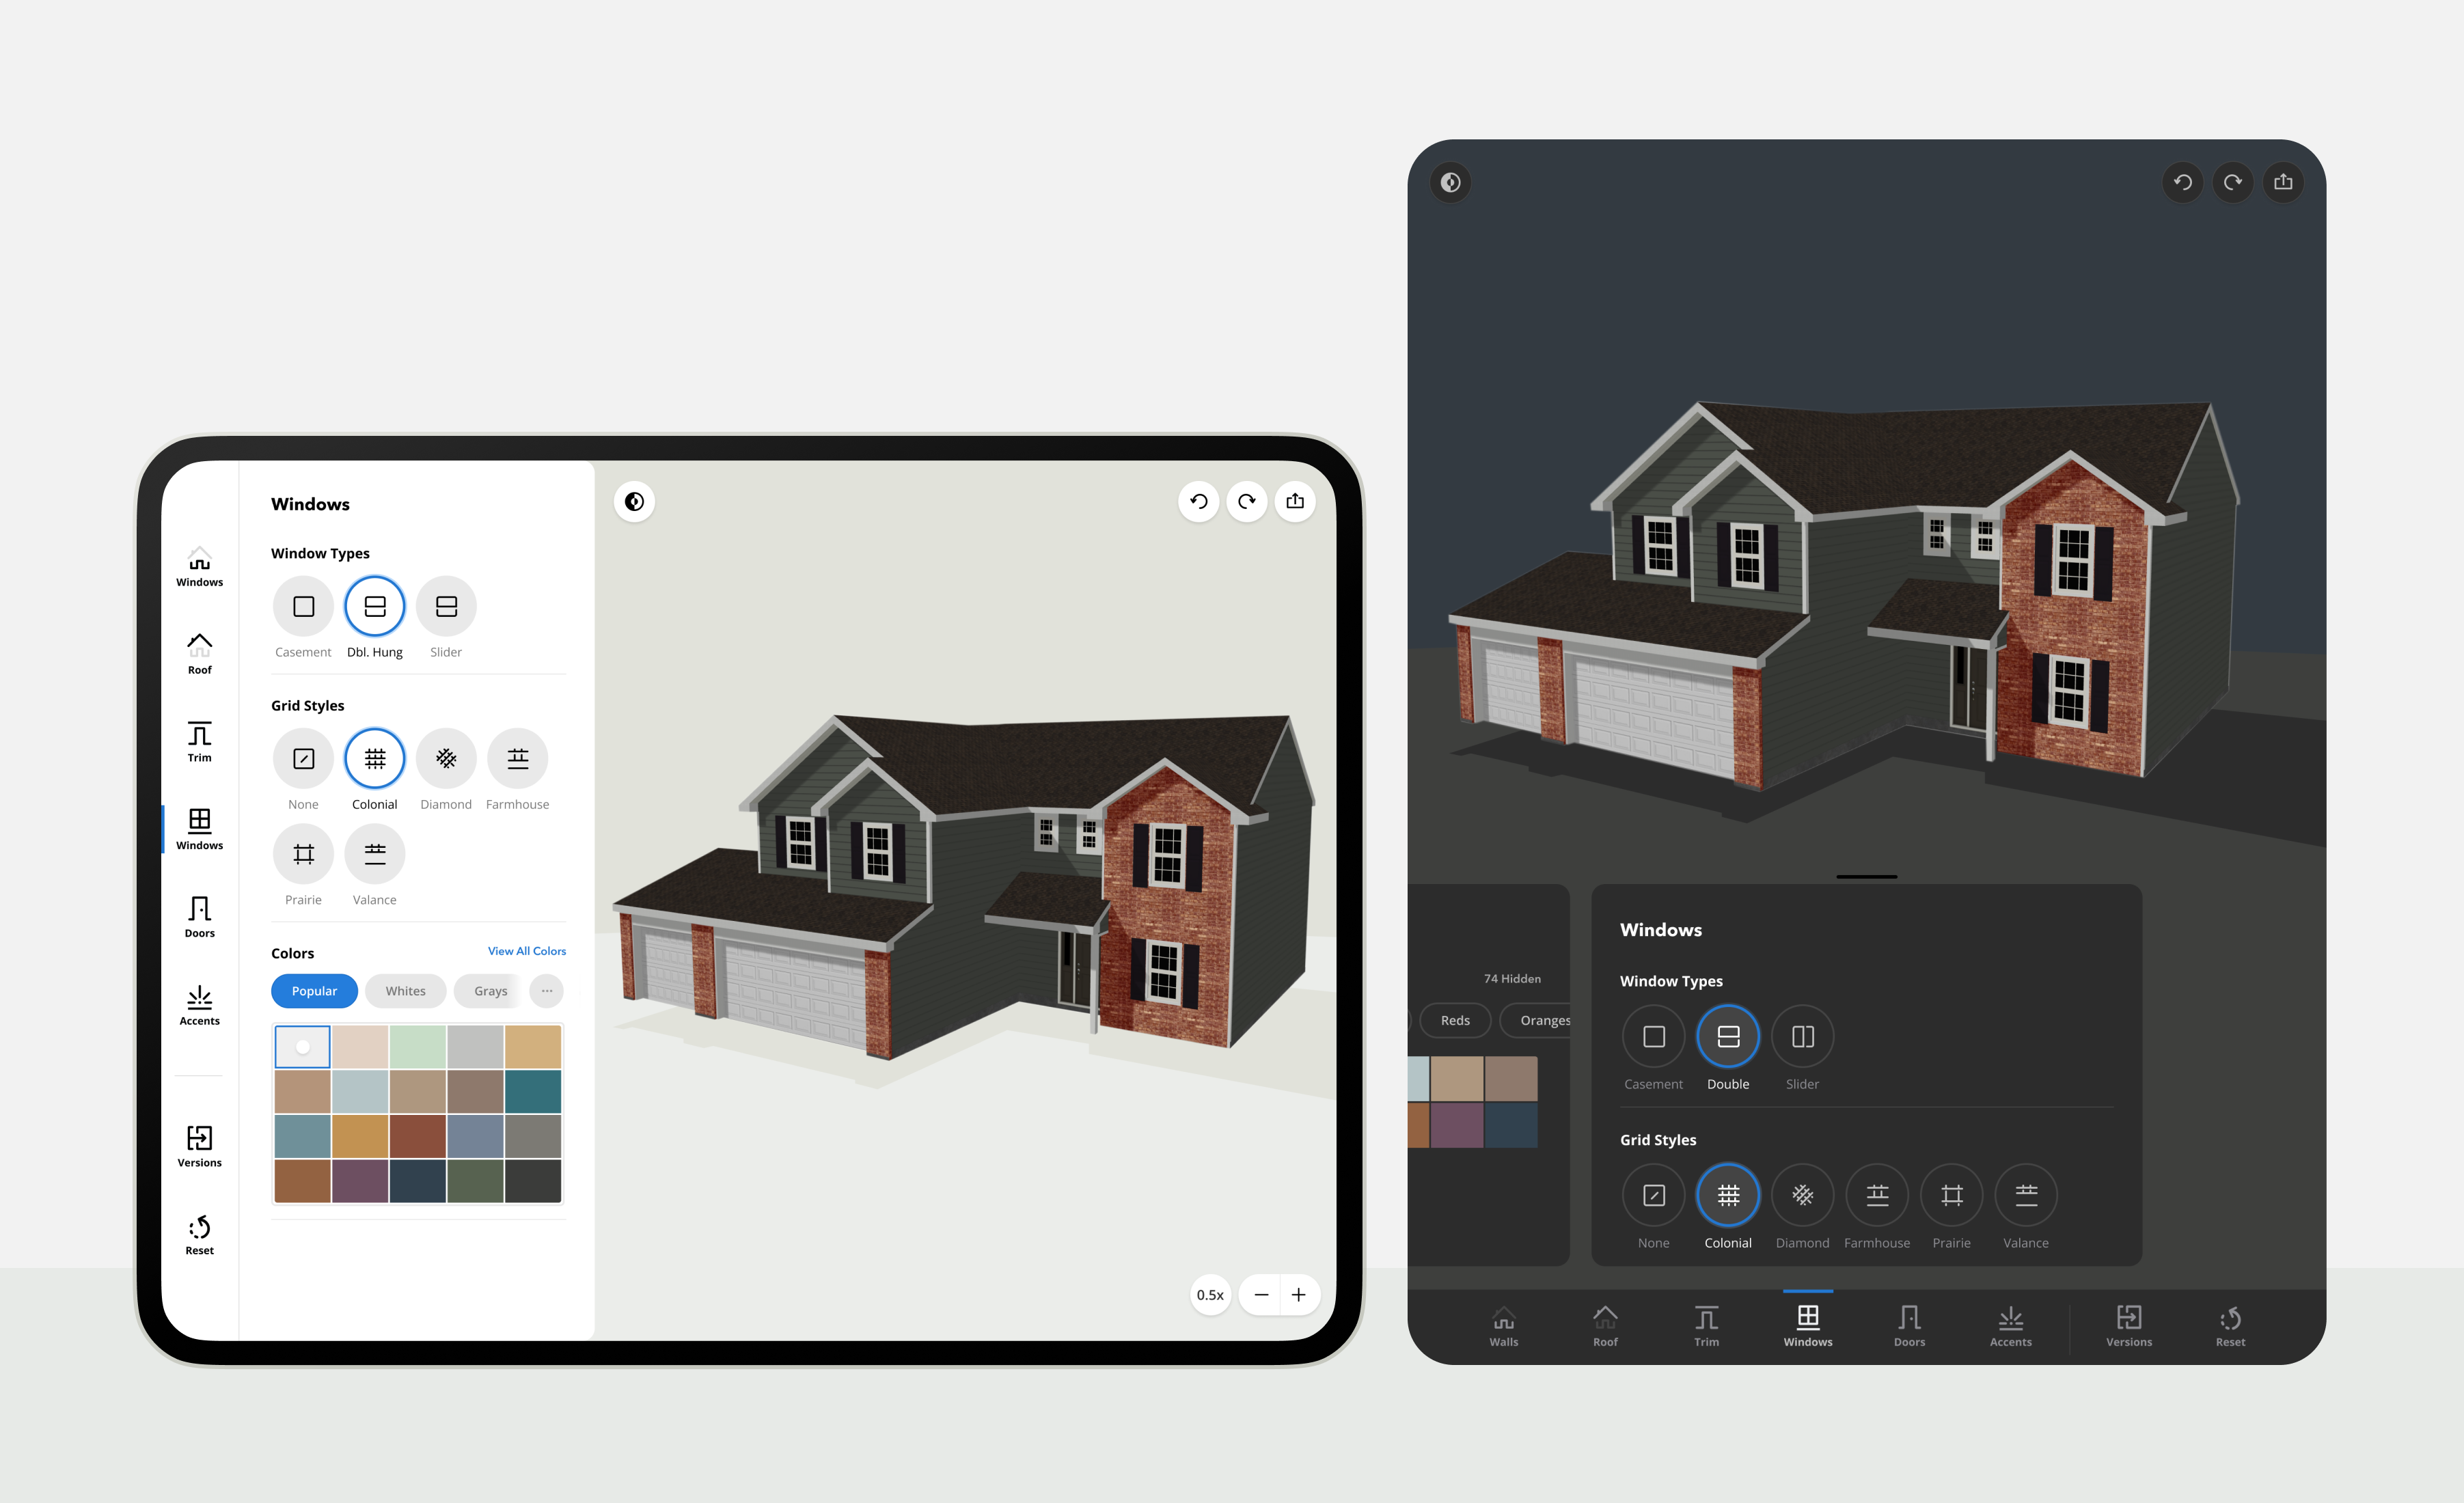 Windows
Roof
Trim
Windows
Doors
Accents
Versions
Reset
Windows
Window Types
Casement Dbl. Hung Slider
Grid Styles
None Colonial Diamond Farmhouse
Prairie Valance
Colors View All Colors
Popular Whites Grays ...
0.5x − +
74 Hidden
Reds Oranges
Windows
Window Types
Casement Double Slider
Grid Styles
None Colonial Diamond Farmhouse Prairie Valance
Walls Roof Trim Windows Doors Accents Versions Reset